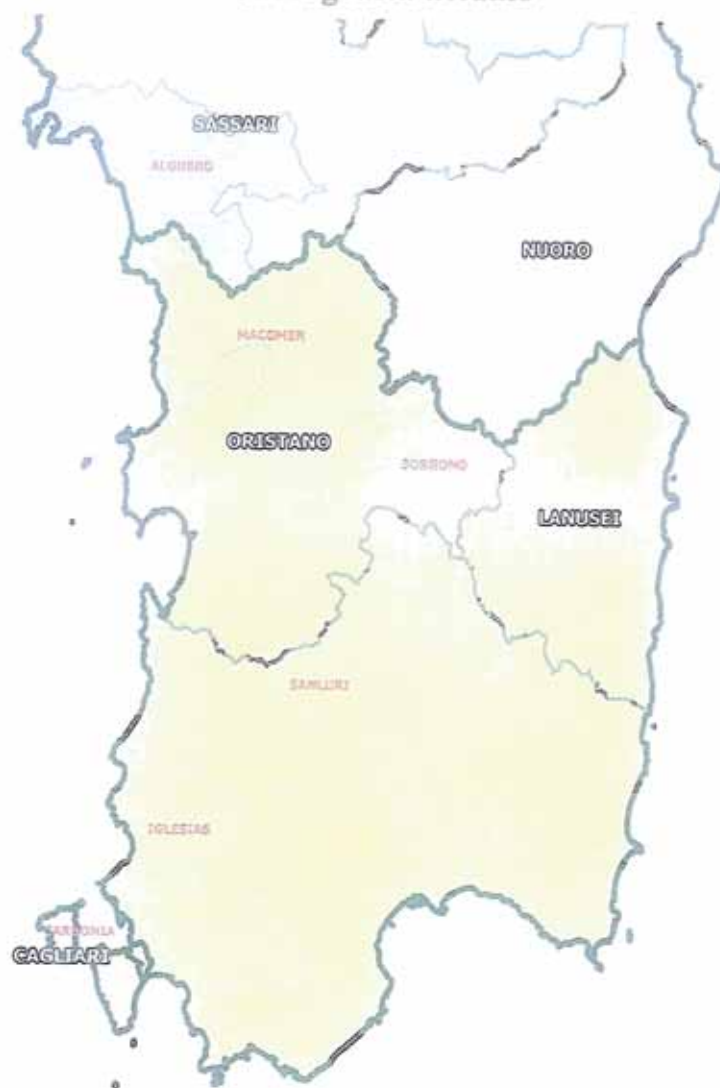 SASSARI
ALGHERO
NUORO
MACOMER
ORISTANO
SORGONO
LANUSEI
SANLURI
IGLESIAS
CARBONIA
CAGLIARI